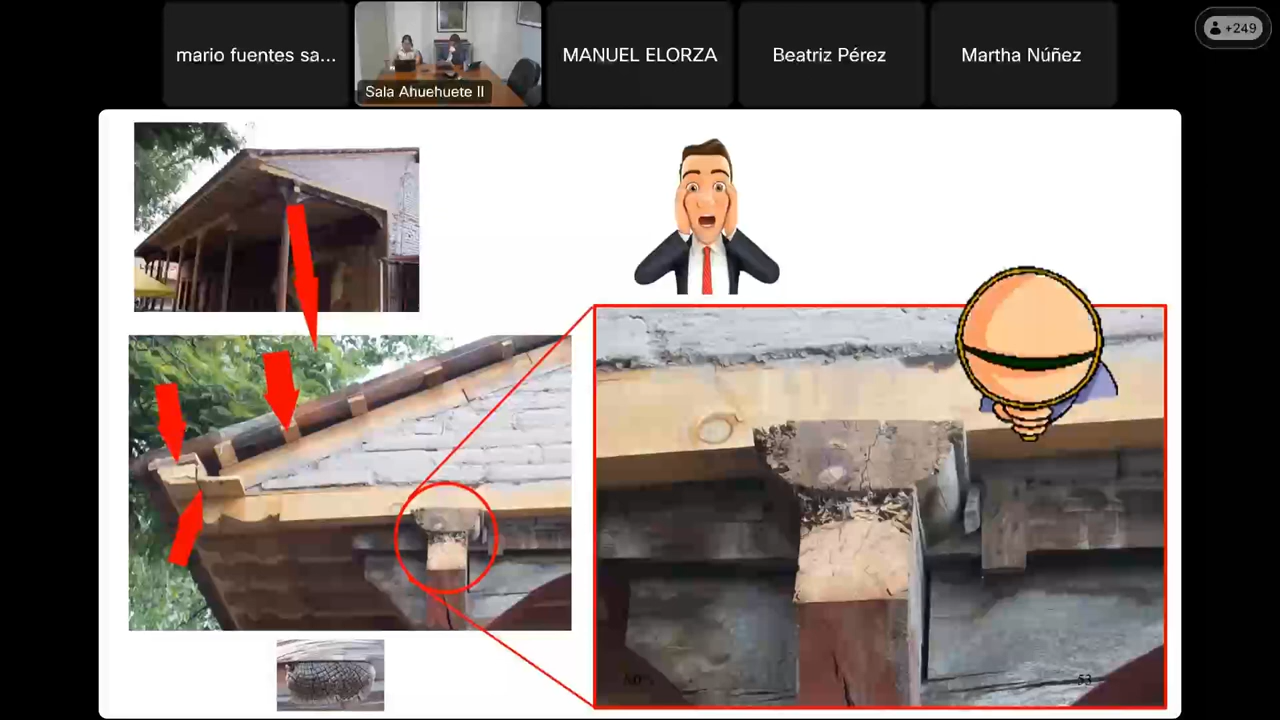 mario fuentes sa...
Sala Ahuehuete II
MANUEL ELORZA
Beatriz Pérez
Martha Núñez
+249
53